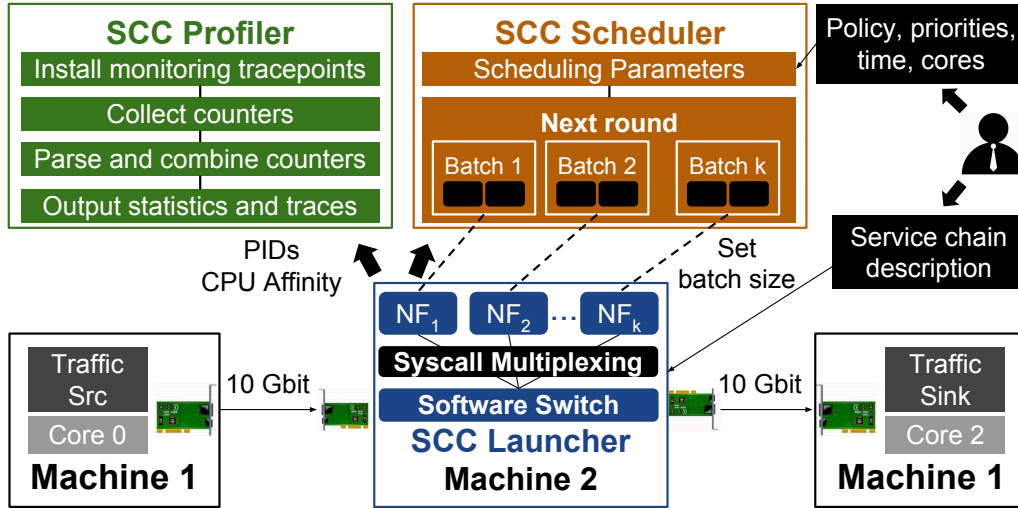 SCC Profiler
Install monitoring tracepoints
Collect counters
Parse and combine counters
Output statistics and traces
SCC Scheduler
Scheduling Parameters
Next round
Batch 1
Batch 2
Batch k
Policy, priorities,
time, cores
Service chain
description
PIDs
CPU Affinity
Set
batch size
NF1
NF2
...
NFk
Syscall Multiplexing
Software Switch
SCC Launcher
Machine 2
Traffic
Src
Core 0
Machine 1
10 Gbit
10 Gbit
Traffic
Sink
Core 2
Machine 1